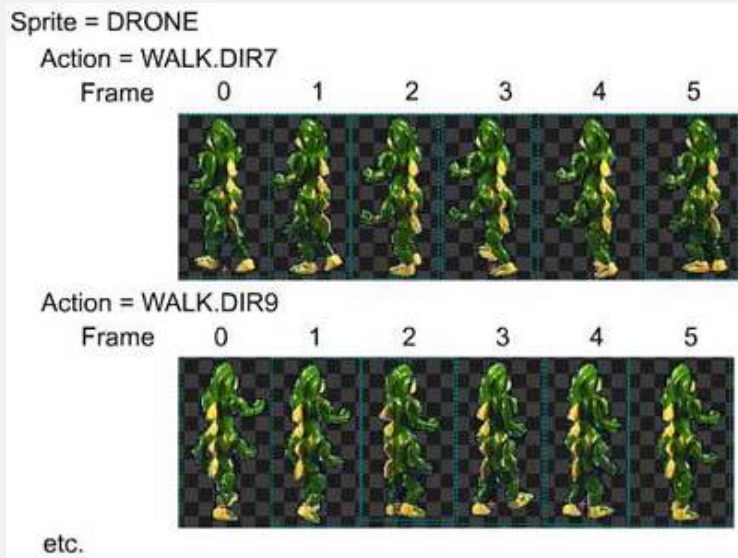 Sprite = DRONE
Action = WALK.DIR7
Frame 0 1 2 3 4 5
Action = WALK.DIR9
Frame 0 1 2 3 4 5
etc.